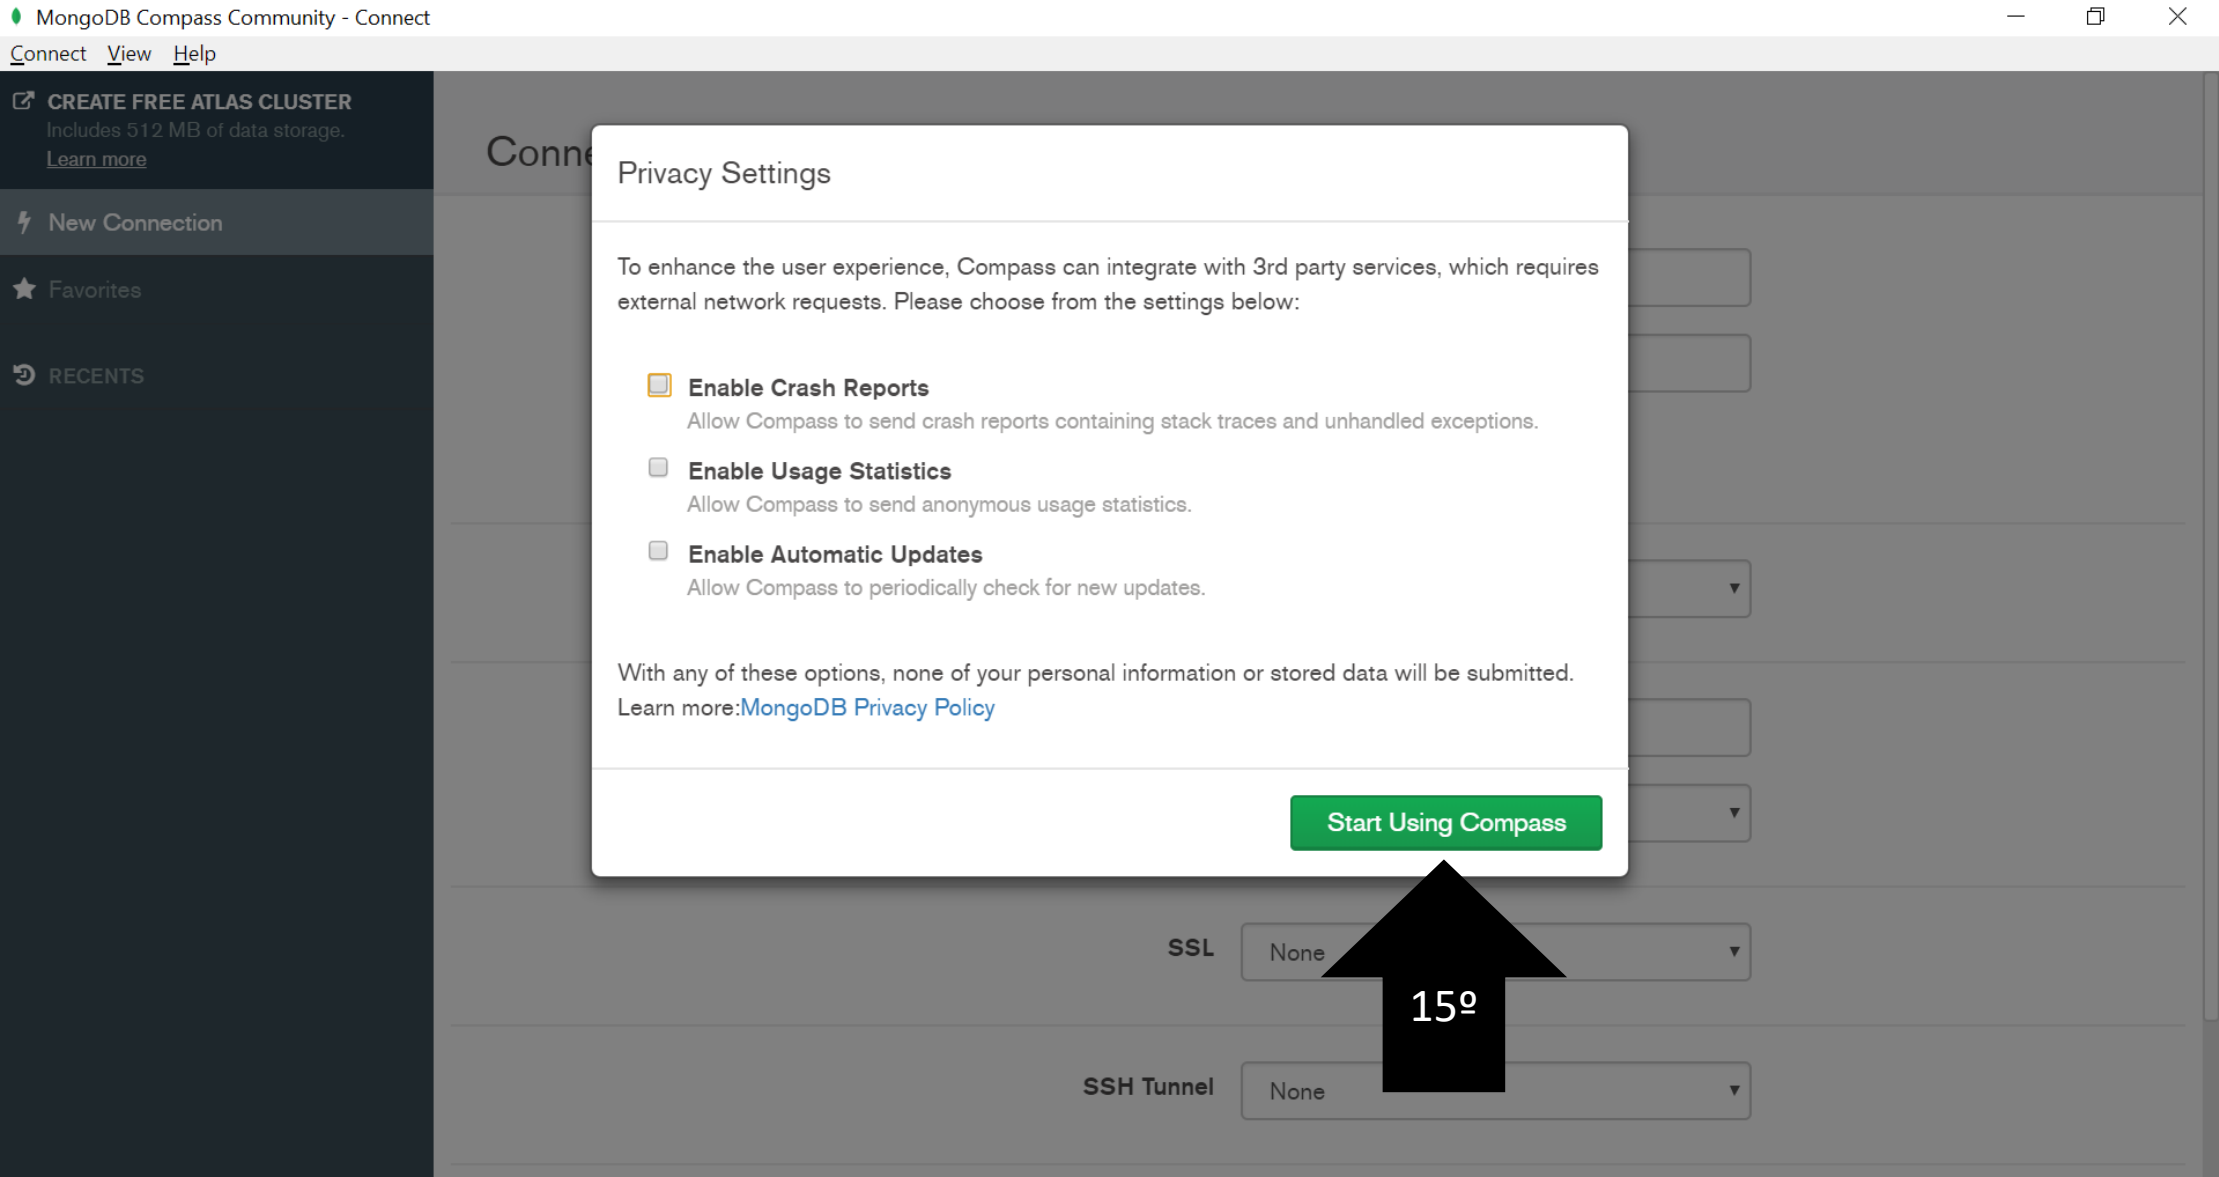 MongoDB Compass Community - Connect
Connect View Help
CREATE FREE ATLAS CLUSTER
Includes 512 MB of data storage.
Learn more
New Connection
Favorites
RECENTS
Conne
Privacy Settings
To enhance the user experience, Compass can integrate with 3rd party services, which requires
external network requests. Please choose from the settings below:
Enable Crash Reports
Allow Compass to send crash reports containing stack traces and unhandled exceptions.
Enable Usage Statistics
Allow Compass to send anonymous usage statistics.
Enable Automatic Updates
Allow Compass to periodically check for new updates.
With any of these options, none of your personal information or stored data will be submitted.
Learn more:MongoDB Privacy Policy
Start Using Compass
SSL None
15º
SSH Tunnel None